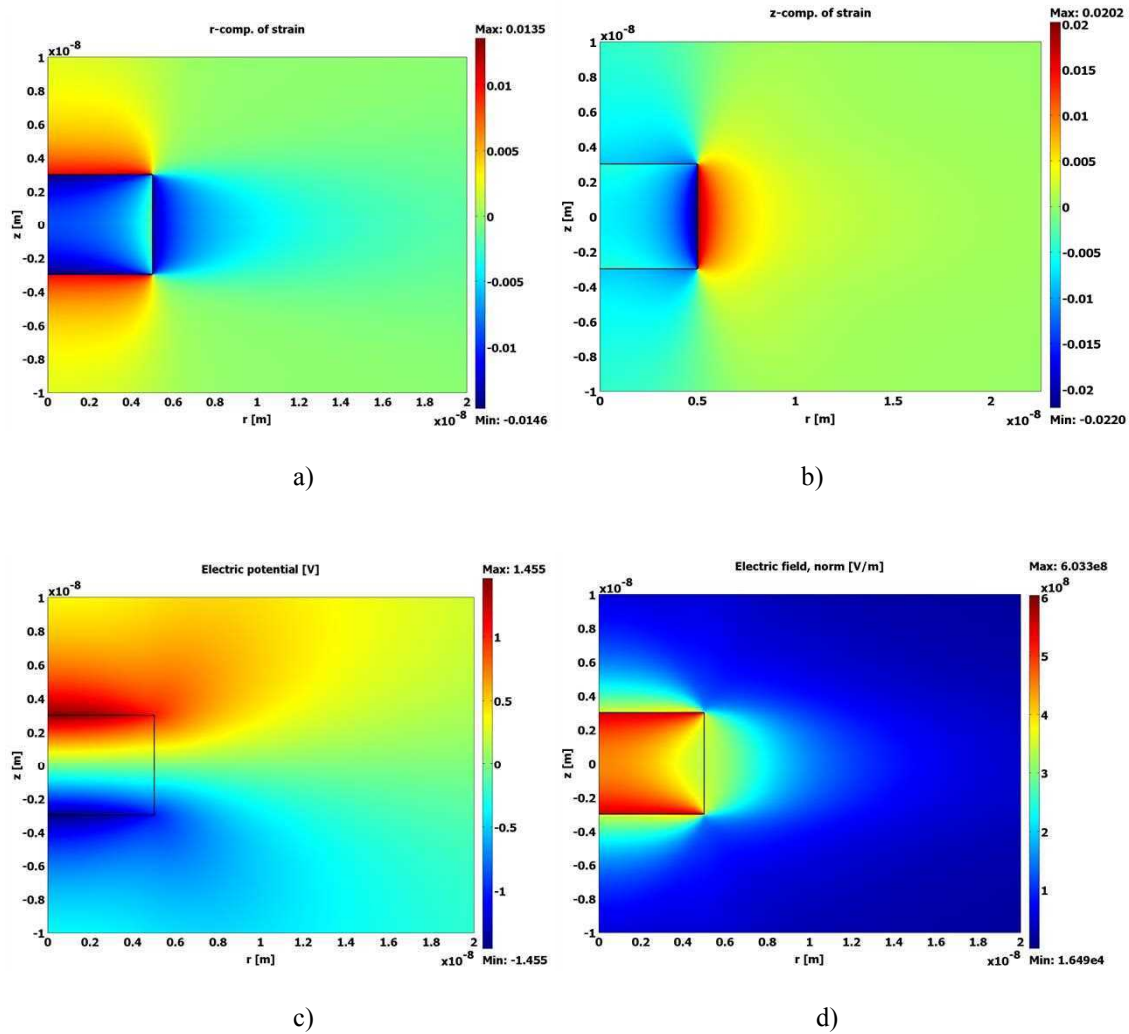 r-comp. of strain
Max: 0.0135
x10^-8
1
0.8
0.6
0.4
0.2
0
-0.2
-0.4
-0.6
-0.8
-1
z [m]
0 0.2 0.4 0.6 0.8 1 1.2 1.4 1.6 1.8 2
r [m]
x10^-8
0.01
0.005
0
-0.005
-0.01
Min: -0.0146
a)
z-comp. of strain
Max: 0.0202
x10^-8
1
0.8
0.6
0.4
0.2
0
-0.2
-0.4
-0.6
-0.8
-1
z [m]
0 0.5 1 1.5 2
r [m]
x10^-8
0.02
0.015
0.01
0.005
0
-0.005
-0.01
-0.015
-0.02
Min: -0.0220
b)
Electric potential [V]
Max: 1.455
x10^-8
1
0.8
0.6
0.4
0.2
0
-0.2
-0.4
-0.6
-0.8
-1
z [m]
0 0.2 0.4 0.6 0.8 1 1.2 1.4 1.6 1.8 2
r [m]
x10^-8
1
0.5
0
-0.5
-1
Min: -1.455
c)
Electric field, norm [V/m]
Max: 6.033e8
x10^-8
1
0.8
0.6
0.4
0.2
0
-0.2
-0.4
-0.6
-0.8
-1
z [m]
0 0.2 0.4 0.6 0.8 1 1.2 1.4 1.6 1.8 2
r [m]
x10^-8
x10^8
6
5
4
3
2
1
Min: 1.649e4
d)